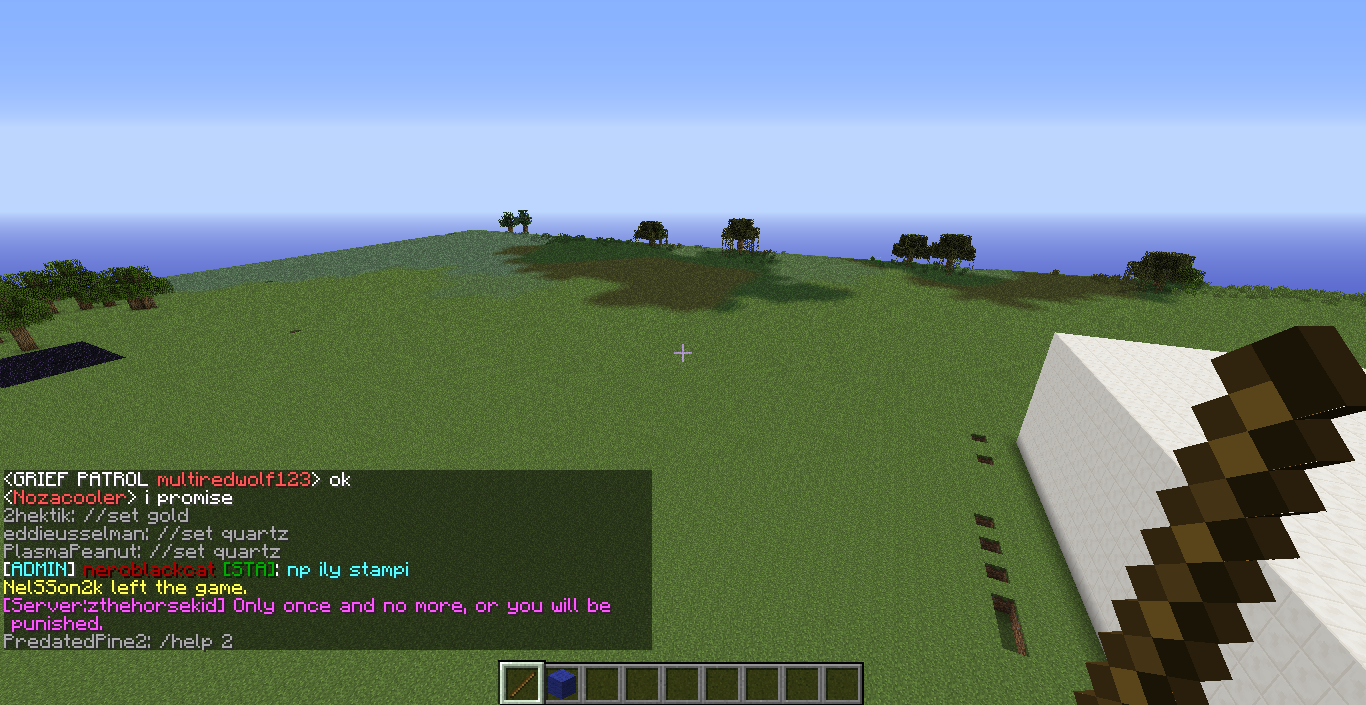 <GRIEF PATROL multiredwolf123> ok
<Nozacooler> i promise
2hektik: //set gold
eddieusselman: //set quartz
PlasmaPeanut: //set quartz
[ADMIN] neroblackcat [STA]: np ily stampi
NelSSon2k left the game.
[Server:zthehorsekid] Only once and no more, or you will be
punished.
PredatedPine2: /help 2